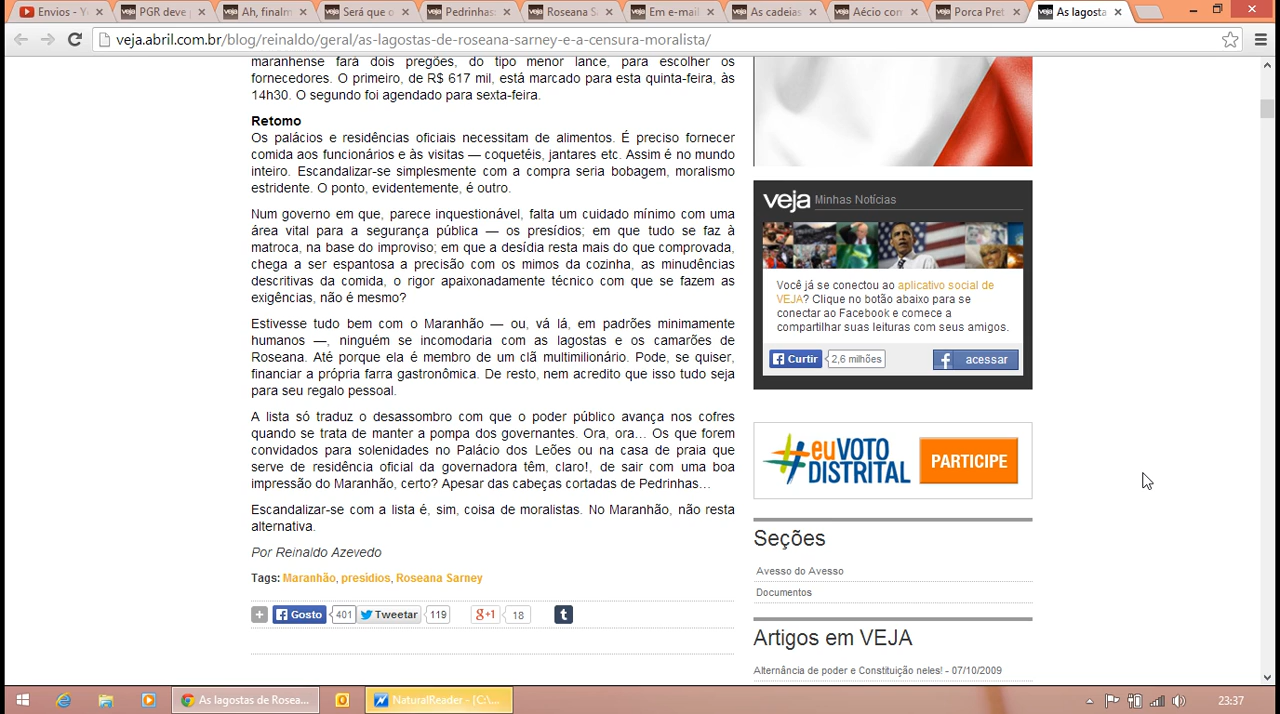 Envios - Y
PGR deve
Ah, finalm
Será que o
Pedrinhas:
Roseana S
Em e-mail
As cadeias
Aécio com
Porca Pret
As lagosta
veja.abril.com.br/blog/reinaldo/geral/as-lagostas-de-roseana-sarney-e-a-censura-moralista/
maranhense fará dois pregões, do tipo menor lance, para escolher os
fornecedores. O primeiro, de R$ 617 mil, está marcado para esta quinta-feira, às
14h30. O segundo foi agendado para sexta-feira.
Retomo
Os palácios e residências oficiais necessitam de alimentos. É preciso fornecer
comida aos funcionários e às visitas — coquetéis, jantares etc. Assim é no mundo
inteiro. Escandalizar-se simplesmente com a compra seria bobagem, moralismo
estridente. O ponto, evidentemente, é outro.
Num governo em que, parece inquestionável, falta um cuidado mínimo com uma
área vital para a segurança pública — os presídios; em que tudo se faz à
matroca, na base do improviso; em que a desídia resta mais do que comprovada,
chega a ser espantosa a precisão com os mimos da cozinha, as minudências
descritivas da comida, o rigor apaixonadamente técnico com que se fazem as
exigências, não é mesmo?
Estivesse tudo bem com o Maranhão — ou, vá lá, em padrões minimamente
humanos —, ninguém se incomodaria com as lagostas e os camarões de
Roseana. Até porque ela é membro de um clã multimilionário. Pode, se quiser,
financiar a própria farra gastronômica. De resto, nem acredito que isso tudo seja
para seu regalo pessoal.
A lista só traduz o desassombro com que o poder público avança nos cofres
quando se trata de manter a pompa dos governantes. Ora, ora... Os que forem
convidados para solenidades no Palácio dos Leões ou na casa de praia que
serve de residência oficial da governadora têm, claro!, de sair com uma boa
impressão do Maranhão, certo? Apesar das cabeças cortadas de Pedrinhas...
Escandalizar-se com a lista é, sim, coisa de moralistas. No Maranhão, não resta
alternativa.
Por Reinaldo Azevedo
Tags: Maranhão, presídios, Roseana Sarney
Gosto 401 Tweetar 119 g+1 18 t
veja Minhas Notícias
Você já se conectou ao aplicativo social de
VEJA? Clique no botão abaixo para se
conectar ao Facebook e comece a
compartilhar suas leituras com seus amigos.
Curtir 2,6 milhões acessar
#euVOTO
DISTRITAL
PARTICIPE
Seções
Avesso do Avesso
Documentos
Artigos em VEJA
Alternância de poder e Constituição neles! - 07/10/2009
As lagostas de Rosea...
NaturalReader - [C:\...
23:37